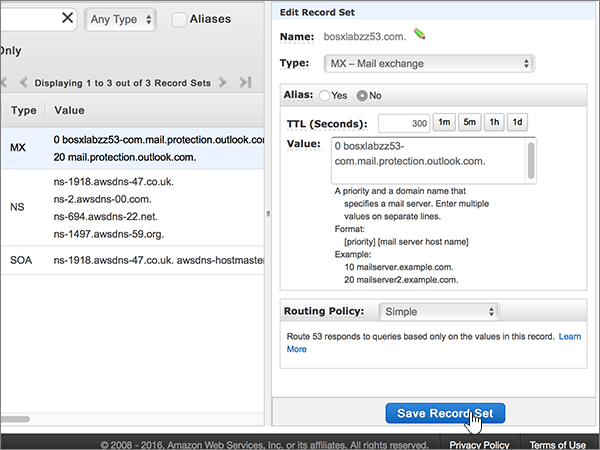 Any Type
Aliases
Only
Displaying 1 to 3 out of 3 Record Sets
Type Value
MX 0 bosxlabzz53-com.mail.protection.outlook.com
20 mail.protection.outlook.com.
NS ns-1918.awsdns-47.co.uk.
ns-2.awsdns-00.com.
ns-694.awsdns-22.net.
ns-1497.awsdns-59.org.
SOA ns-1918.awsdns-47.co.uk. awsdns-hostmaster
Edit Record Set
Name: bosxlabzz53.com.
Type: MX – Mail exchange
Alias: Yes No
TTL (Seconds): 300 1m 5m 1h 1d
Value: 0 bosxlabzz53-
com.mail.protection.outlook.com.
A priority and a domain name that
specifies a mail server. Enter multiple
values on separate lines.
Format:
[priority] [mail server host name]
Example:
10 mailserver.example.com.
20 mailserver2.example.com.
Routing Policy: Simple
Route 53 responds to queries based only on the values in this record. Learn
More
Save Record Set
© 2008 - 2016, Amazon Web Services, Inc. or its affiliates. All rights reserved. Privacy Policy Terms of Use